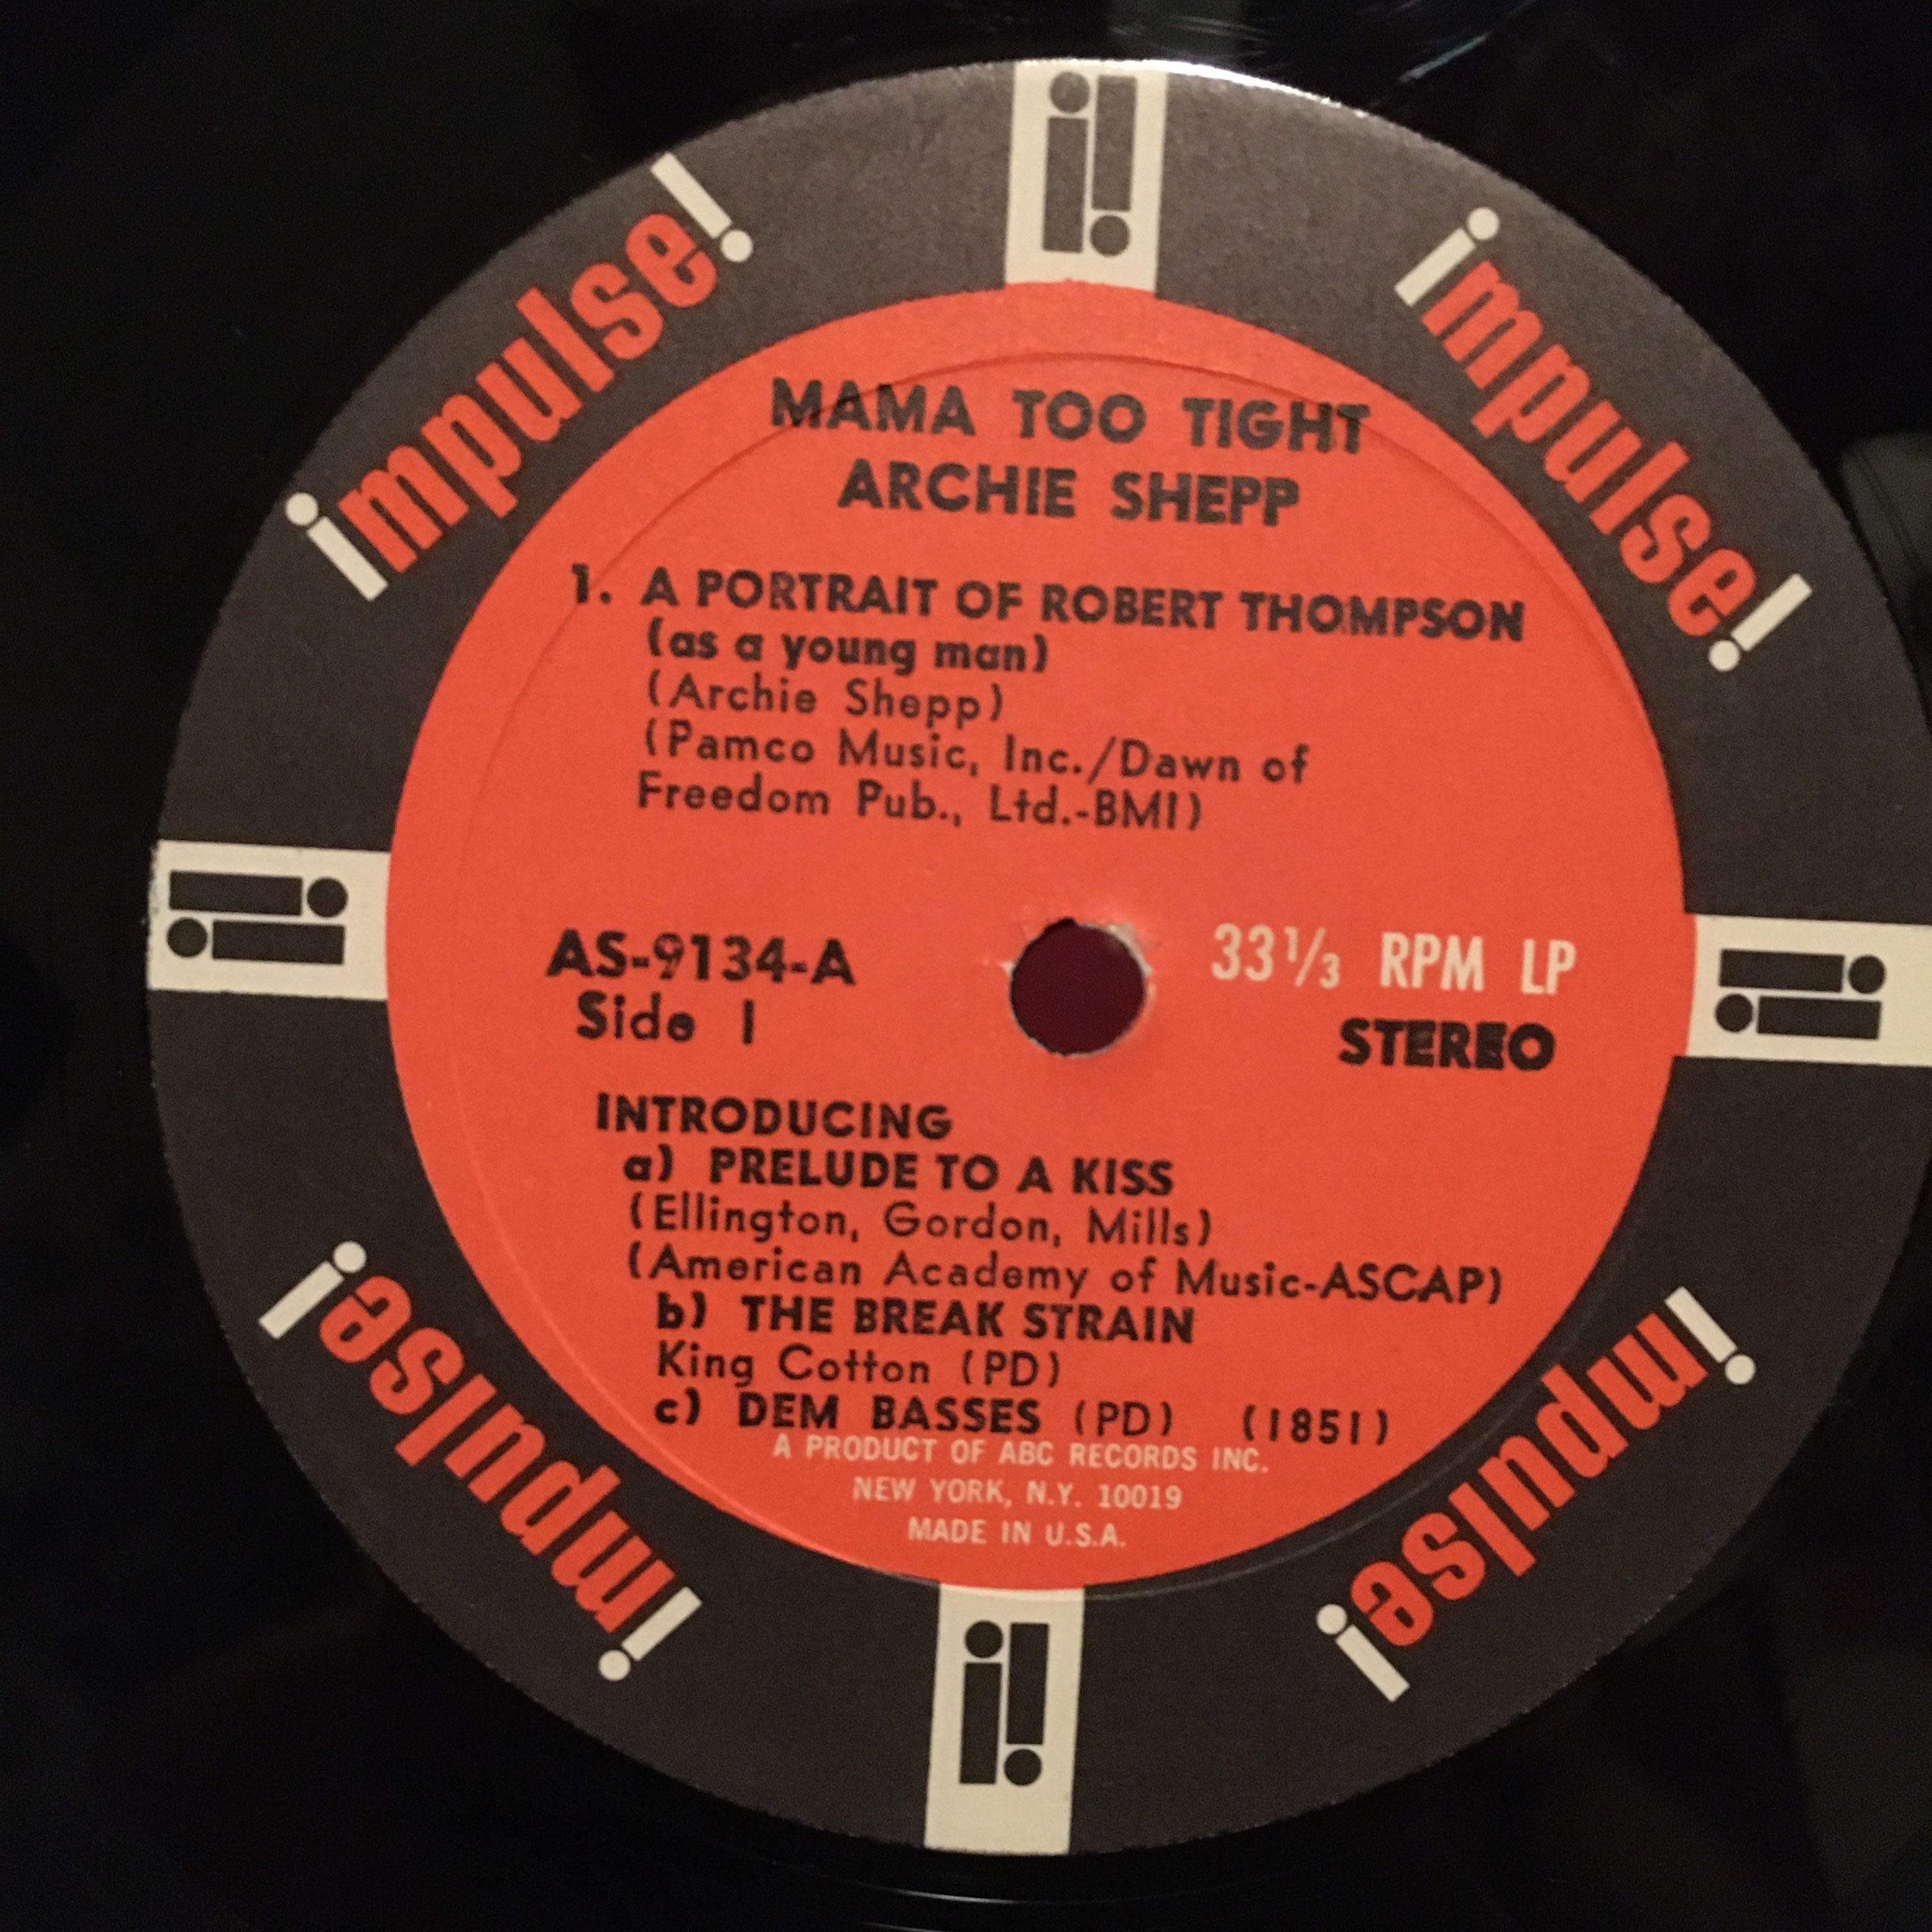 impulse!
impulse!
MAMA TOO TIGHT
ARCHIE SHEPP
1. A PORTRAIT OF ROBERT THOMPSON
(as a young man)
(Archie Shepp)
(Pamco Music, Inc./Dawn of
Freedom Pub., Ltd.-BMI)
AS-9134-A
Side 1
33⅓ RPM LP
STEREO
INTRODUCING
a) PRELUDE TO A KISS
(Ellington, Gordon, Mills)
(American Academy of Music-ASCAP)
b) THE BREAK STRAIN
King Cotton (PD)
c) DEM BASSES (PD) (1851)
A PRODUCT OF ABC RECORDS INC.
NEW YORK, N.Y. 10019
MADE IN U.S.A.
impulse!
impulse!